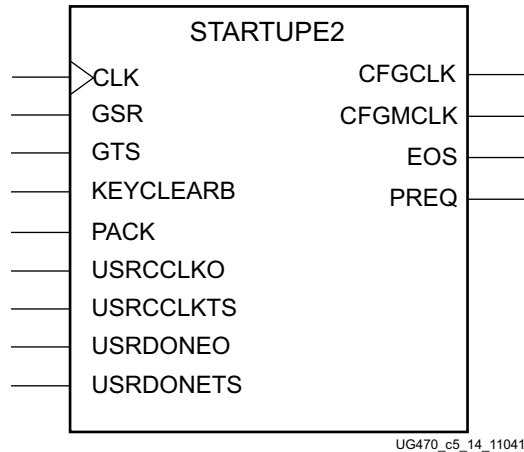 STARTUPE2
CLK
GSR
GTS
KEYCLEARB
PACK
USRCCLKO
USRCCLKTS
USRDONEO
USRDONETS
CFGCLK
CFGMCLK
EOS
PREQ
UG470_c5_14_11041